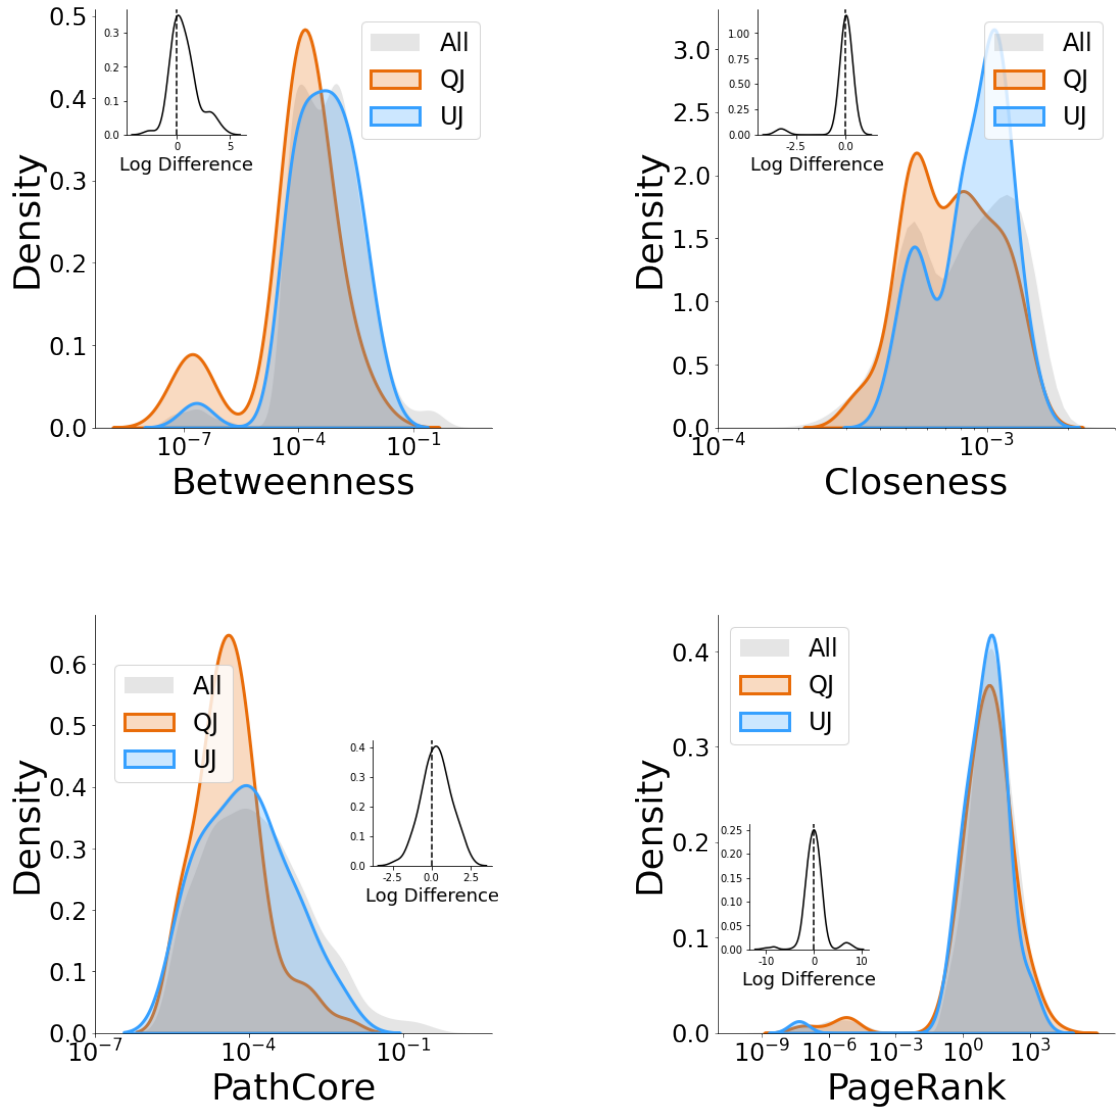 0.5
0.4
0.3
0.2
0.1
0.0
Density
10⁻⁷
10⁻⁴
10⁻¹
Betweenness
All
QJ
UJ
0.3
0.2
0.1
0.0
0
5
Log Difference
3.0
2.5
2.0
1.5
1.0
0.5
0.0
Density
10⁻⁴
10⁻³
Closeness
All
QJ
UJ
1.00
0.75
0.50
0.25
0.00
-2.5
0.0
Log Difference
0.6
0.5
0.4
0.3
0.2
0.1
0.0
Density
10⁻⁷
10⁻⁴
10⁻¹
PathCore
All
QJ
UJ
0.4
0.3
0.2
0.1
0.0
-2.5
0.0
2.5
Log Difference
0.4
0.3
0.2
0.1
0.0
Density
10⁻⁹
10⁻⁶
10⁻³
10⁰
10³
PageRank
All
QJ
UJ
0.25
0.20
0.15
0.10
0.05
0.00
-10
0
10
Log Difference